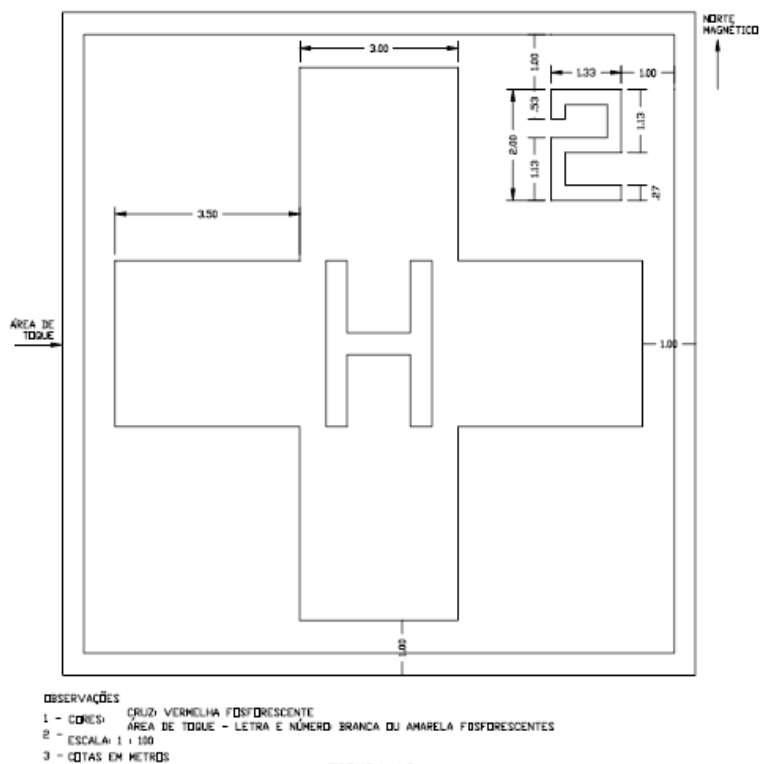 NORTE
MAGNÉTICO
3.00
1.00
1.33
1.00
.53
2.00
1.13
1.13
.27
3.50
ÁREA DE
TOQUE
H
1.00
1.00
OBSERVAÇÕES
1 - CORES: CRUZ: VERMELHA FOSFORESCENTE
ÁREA DE TOQUE - LETRA E NÚMERO: BRANCA OU AMARELA FOSFORESCENTES
2 - ESCALA: 1 : 100
3 - COTAS EM METROS